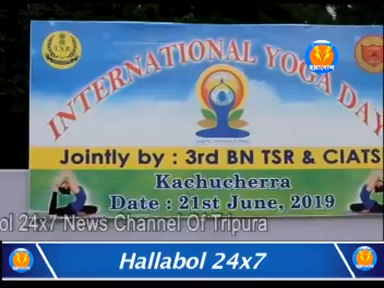 INTERNATIONAL YOGA DAY
Jointly by : 3rd BN TSR & CIATS
Kachucherra
Date : 21st June, 2019
ol 24x7 News Channel Of Tripura
Hallabol 24x7